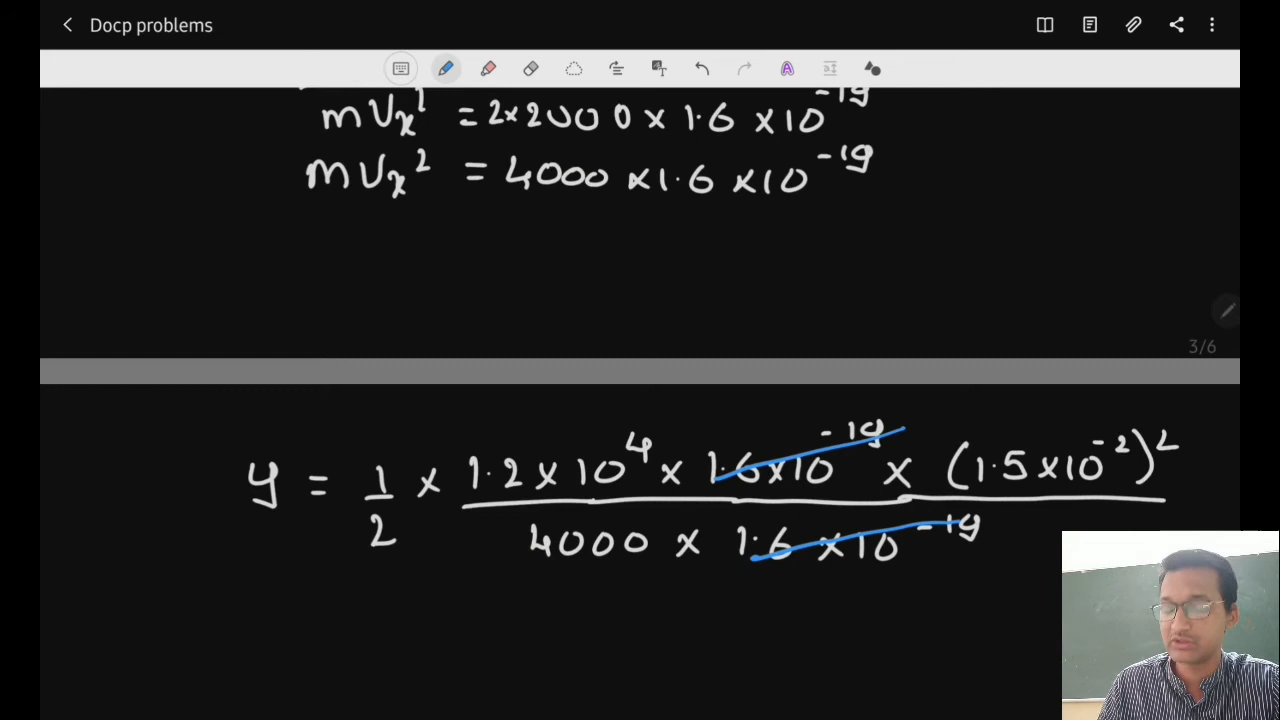 Docp problems
mVx² = 2×2000 × 1.6 × 10⁻¹⁹
mVx² = 4000 × 1.6 × 10⁻¹⁹
3/6
y = 1/2 × 1.2 × 10⁴ × 1.6 × 10⁻¹⁹ × (1.5 × 10⁻²)² / 4000 × 1.6 × 10⁻¹⁹